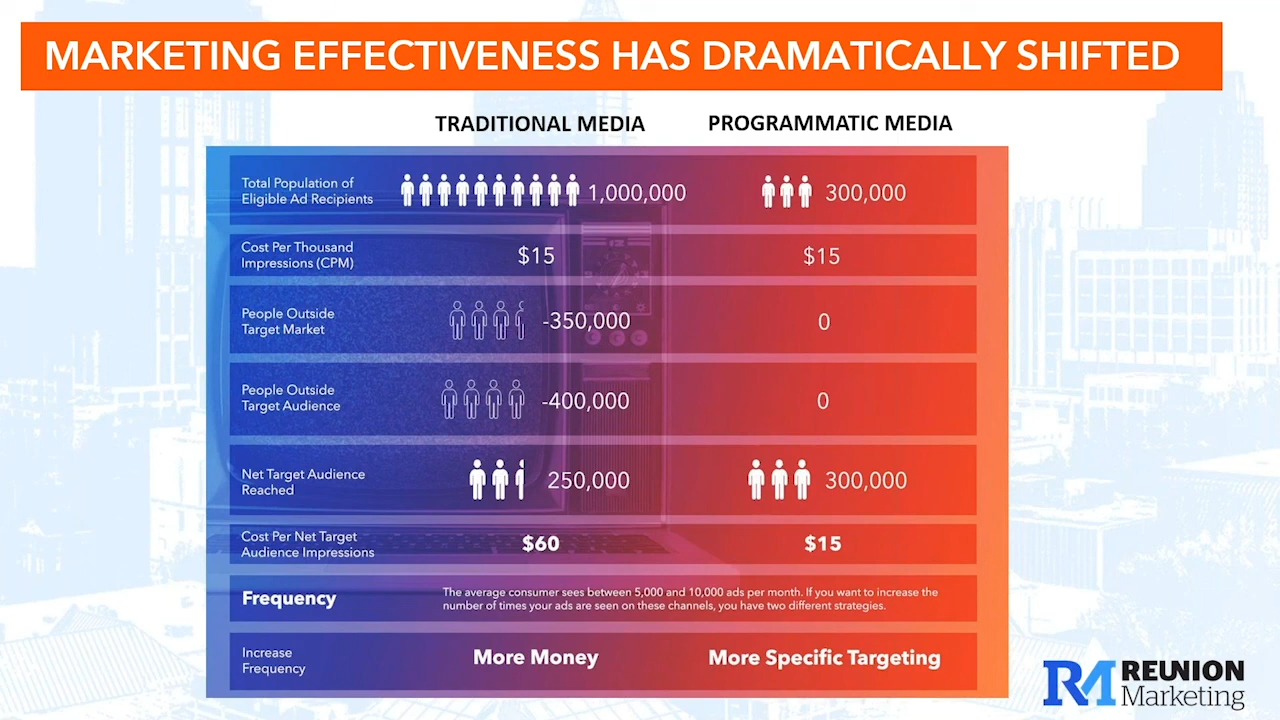 MARKETING EFFECTIVENESS HAS DRAMATICALLY SHIFTED
TRADITIONAL MEDIA PROGRAMMATIC MEDIA
Total Population of
Eligible Ad Recipients
1,000,000 300,000
Cost Per Thousand
Impressions (CPM)
$15 $15
People Outside
Target Market
-350,000 0
People Outside
Target Audience
-400,000 0
Net Target Audience
Reached
250,000 300,000
Cost Per Net Target
Audience Impressions
$60 $15
Frequency
The average consumer sees between 5,000 and 10,000 ads per month. If you want to increase the
number of times your ads are seen on these channels, you have two different strategies.
Increase
Frequency
More Money More Specific Targeting
RM REUNION
Marketing